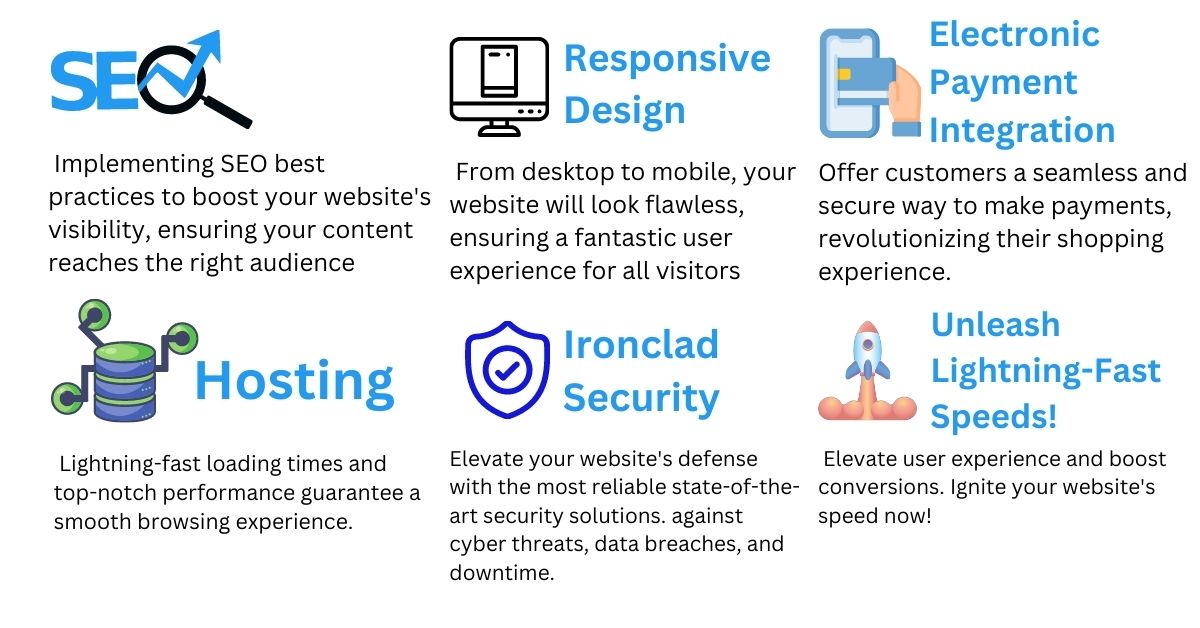 SEO
Implementing SEO best
practices to boost your website's
visibility, ensuring your content
reaches the right audience
Responsive
Design
From desktop to mobile, your
website will look flawless,
ensuring a fantastic user
experience for all visitors
Electronic
Payment
Integration
Offer customers a seamless and
secure way to make payments,
revolutionizing their shopping
experience.
Hosting
Lightning-fast loading times and
top-notch performance guarantee a
smooth browsing experience.
Ironclad
Security
Elevate your website's defense
with the most reliable state-of-the-
art security solutions. against
cyber threats, data breaches, and
downtime.
Unleash
Lightning-Fast
Speeds!
Elevate user experience and boost
conversions. Ignite your website's
speed now!